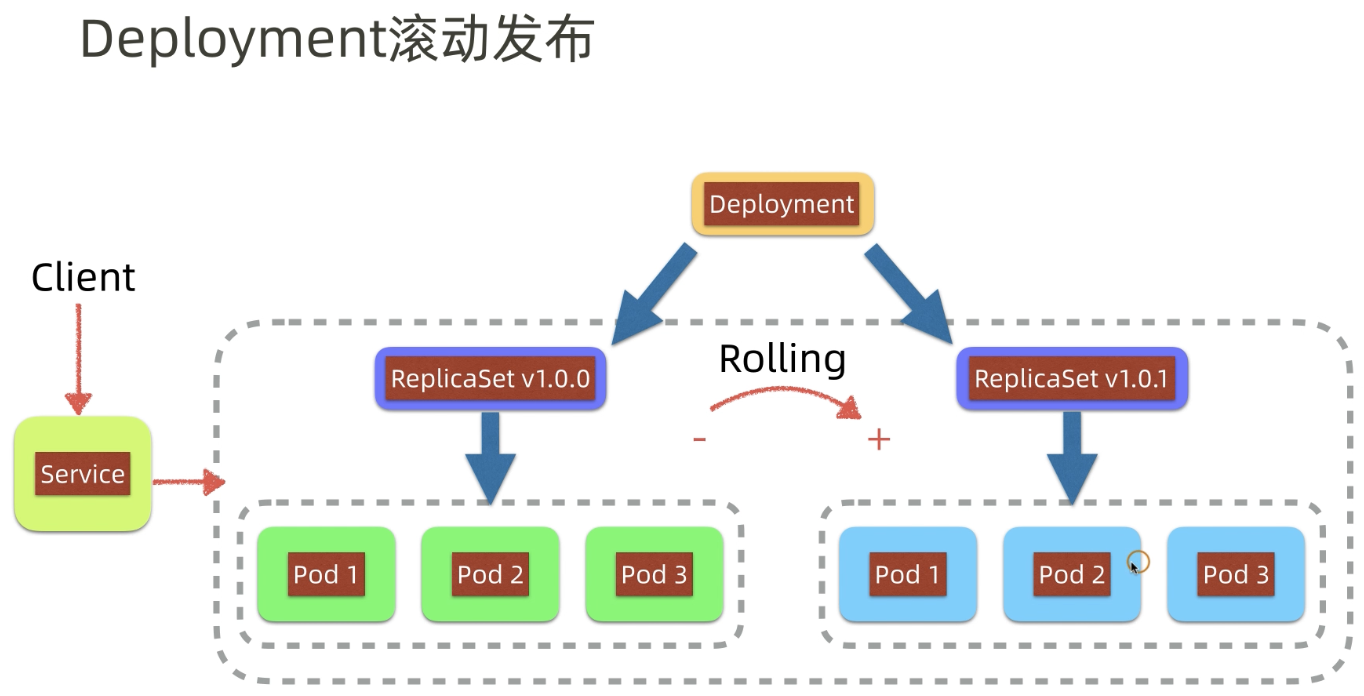 Deployment滚动发布
Deployment
Client
Rolling
ReplicaSet v1.0.0
ReplicaSet v1.0.1
- +
Service
Pod 1
Pod 2
Pod 3
Pod 1
Pod 2
Pod 3